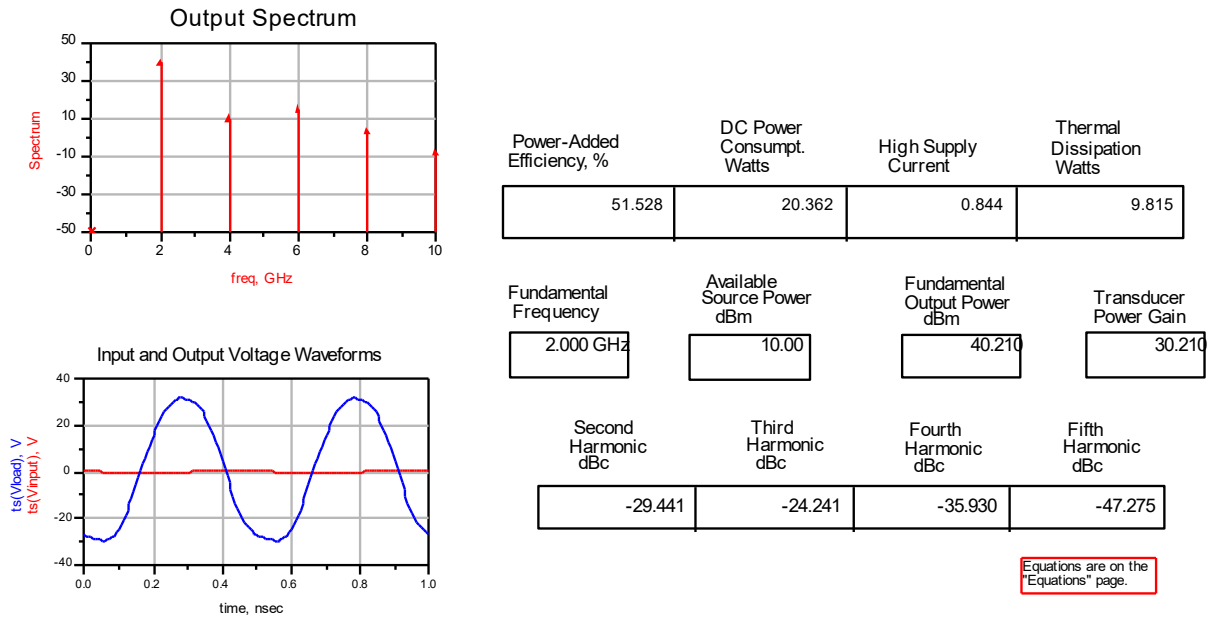 Output Spectrum
50
30
10
-10
-30
-50
Spectrum
0 2 4 6 8 10
freq, GHz
Input and Output Voltage Waveforms
40
20
0
-20
-40
ts(Vload), V
ts(Vinput), V
0.0 0.2 0.4 0.6 0.8 1.0
time, nsec
Power-Added
Efficiency, %
DC Power
Consumpt.
Watts
High Supply
Current
Thermal
Dissipation
Watts
51.528 20.362 0.844 9.815
Fundamental
Frequency
Available
Source Power
dBm
Fundamental
Output Power
dBm
Transducer
Power Gain
2.000 GHz 10.00 40.210 30.210
Second
Harmonic
dBc
Third
Harmonic
dBc
Fourth
Harmonic
dBc
Fifth
Harmonic
dBc
-29.441 -24.241 -35.930 -47.275
Equations are on the
"Equations" page.